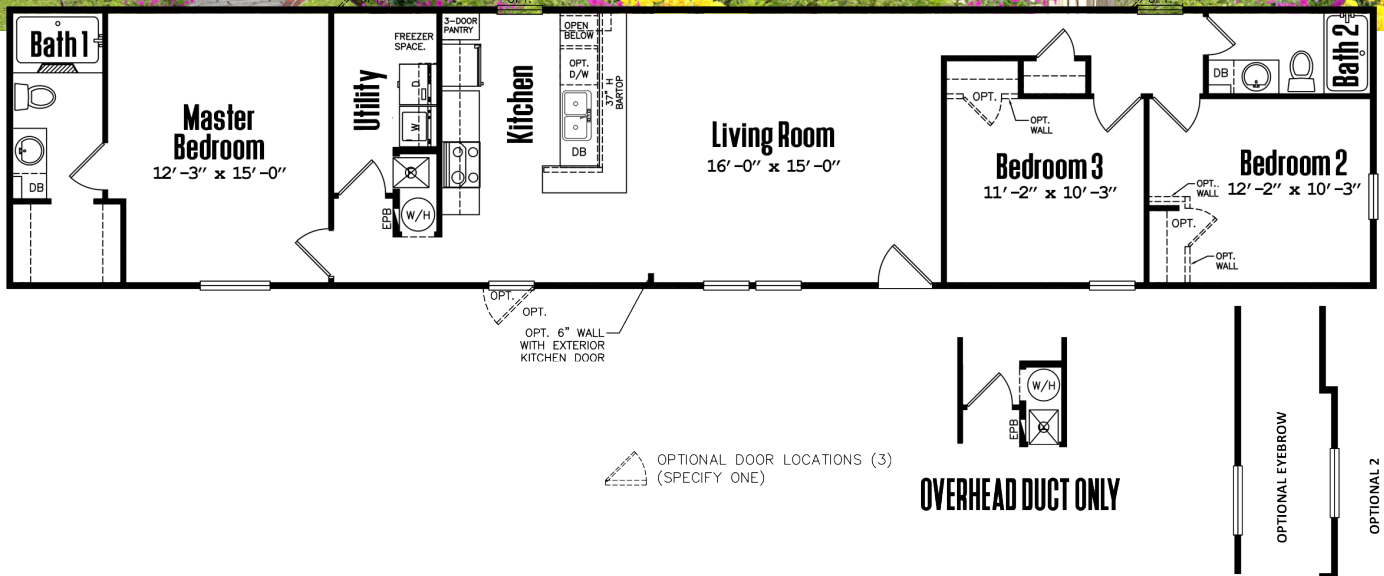 OPT.
OPT.
OPT.
Bath 1
Master
Bedroom
12'-3" x 15'-0"
DB
Utility
FREEZER
SPACE.
D
W
EPB
W/H
3-DOOR
PANTRY
Kitchen
OPEN
BELOW
OPT.
D/W
DB
37" H
BARTOP
Living Room
16'-0" x 15'-0"
OPT.
OPT.
WALL
Bedroom 3
11'-2" x 10'-3"
DB
Bath 2
Bedroom 2
12'-2" x 10'-3"
OPT.
WALL
OPT.
OPT.
WALL
OPT.
OPT.
OPT. 6" WALL
WITH EXTERIOR
KITCHEN DOOR
OPTIONAL DOOR LOCATIONS (3)
(SPECIFY ONE)
W/H
EPB
OVERHEAD DUCT ONLY
OPTIONAL EYEBROW
OPTIONAL 2